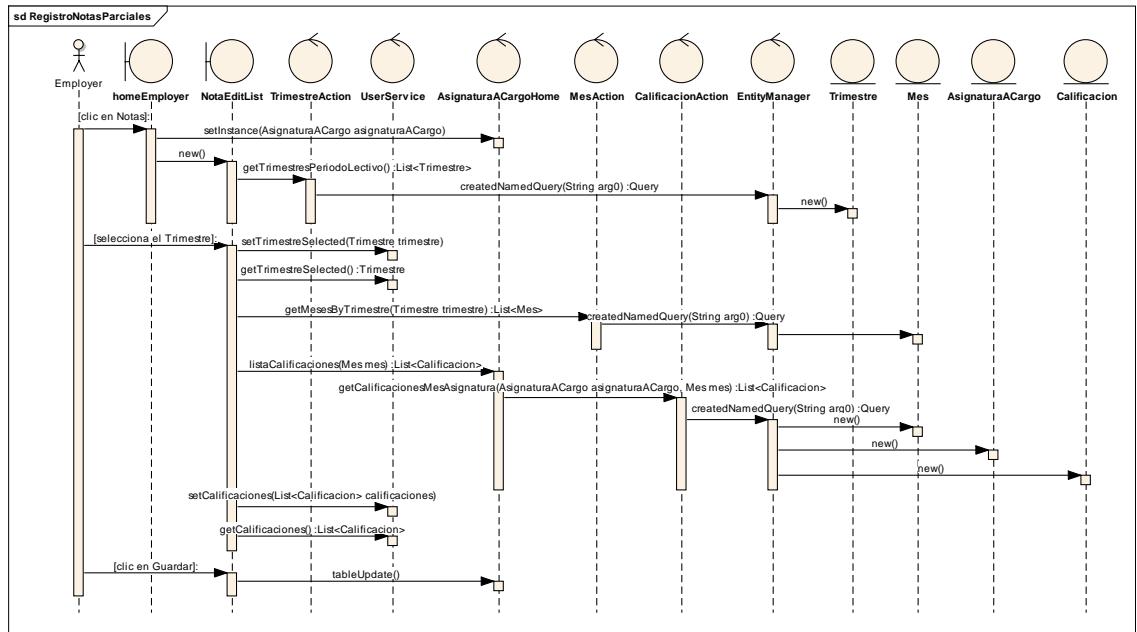 sd RegistroNotasParciales
Employer
homeEmployer
NotaEditList
TrimestreAction
UserService
AsignaturaACargoHome
MesAction
CalificacionAction
EntityManager
Trimestre
Mes
AsignaturaACargo
Calificacion
[clic en Notas]:
setInstance(AsignaturaACargo asignaturaACargo)
new()
getTrimestresPeriodoLectivo() :List<Trimestre>
createdNamedQuery(String arg0) :Query
new()
[selecciona el Trimestre]:
setTrimestreSelected(Trimestre trimestre)
getTrimestreSelected() :Trimestre
getMesesByTrimestre(Trimestre trimestre) :List<Mes>
createdNamedQuery(String arg0) :Query
listaCalificaciones(Mes mes) :List<Calificacion>
getCalificacionesMesAsignatura(AsignaturaACargo asignaturaACargo, Mes mes) :List<Calificacion>
createdNamedQuery(String arg0) :Query
new()
new()
new()
setCalificaciones(List<Calificacion> calificaciones)
getCalificaciones() :List<Calificacion>
[clic en Guardar]:
tableUpdate()